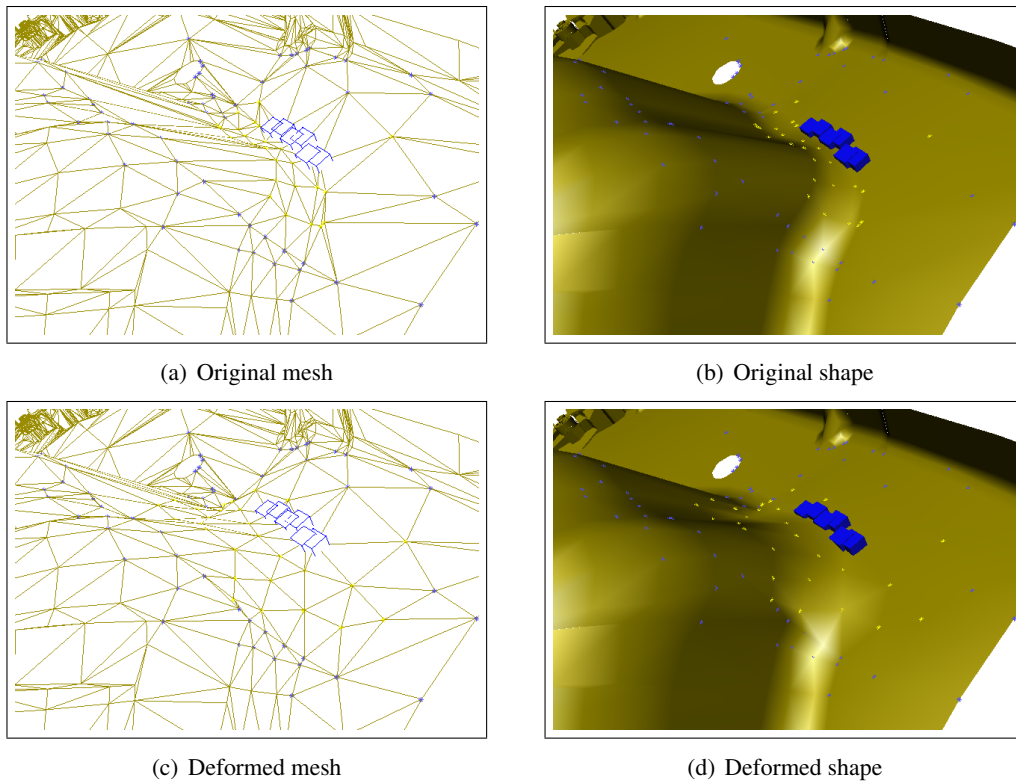 (a) Original mesh
(b) Original shape
(c) Deformed mesh
(d) Deformed shape